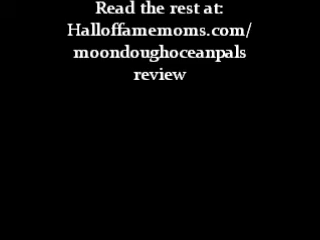 Read the rest at:
Halloffamemoms.com/
moondoughoceanpals
review